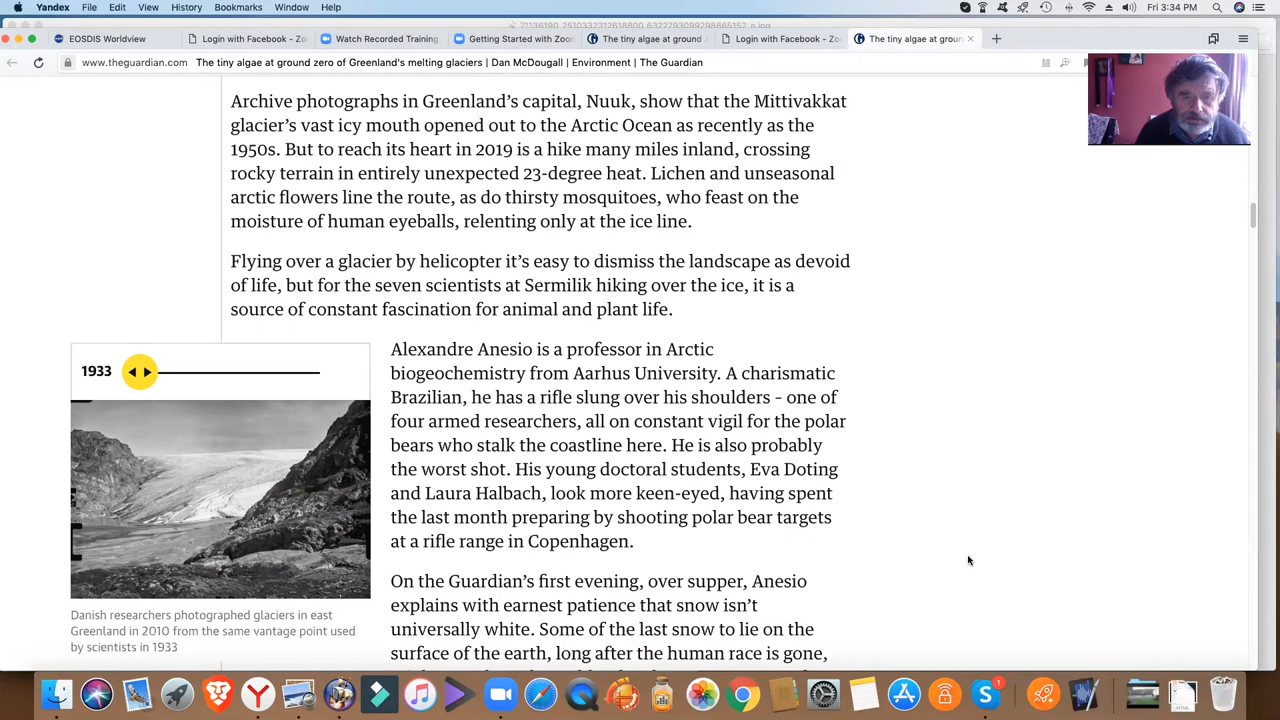 Yandex File Edit View History Bookmarks Window Help Fri 3:34 PM
EOSDIS Worldview Login with Facebook - Zo Watch Recorded Training Getting Started with Zoom The tiny algae at ground Login with Facebook - Zo The tiny algae at groun
www.theguardian.com The tiny algae at ground zero of Greenland's melting glaciers | Dan McDougall | Environment | The Guardian
Archive photographs in Greenland’s capital, Nuuk, show that the Mittivakkat
glacier’s vast icy mouth opened out to the Arctic Ocean as recently as the
1950s. But to reach its heart in 2019 is a hike many miles inland, crossing
rocky terrain in entirely unexpected 23-degree heat. Lichen and unseasonal
arctic flowers line the route, as do thirsty mosquitoes, who feast on the
moisture of human eyeballs, relenting only at the ice line.
Flying over a glacier by helicopter it’s easy to dismiss the landscape as devoid
of life, but for the seven scientists at Sermilik hiking over the ice, it is a
source of constant fascination for animal and plant life.
1933
Danish researchers photographed glaciers in east
Greenland in 2010 from the same vantage point used
by scientists in 1933
Alexandre Anesio is a professor in Arctic
biogeochemistry from Aarhus University. A charismatic
Brazilian, he has a rifle slung over his shoulders – one of
four armed researchers, all on constant vigil for the polar
bears who stalk the coastline here. He is also probably
the worst shot. His young doctoral students, Eva Doting
and Laura Halbach, look more keen-eyed, having spent
the last month preparing by shooting polar bear targets
at a rifle range in Copenhagen.
On the Guardian’s first evening, over supper, Anesio
explains with earnest patience that snow isn’t
universally white. Some of the last snow to lie on the
surface of the earth, long after the human race is gone,
1